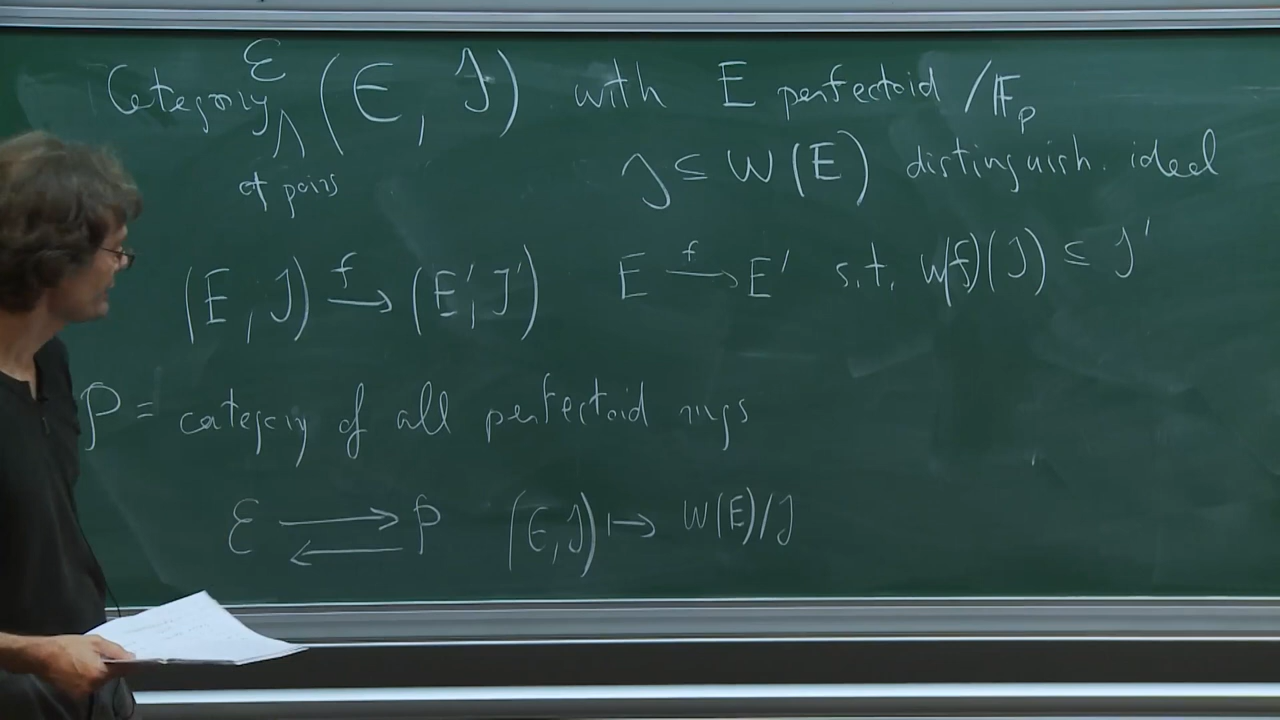 Category ℰ of pairs (E, J) with E perfectoid /𝔽_p
J ⊆ W(E) distinguish. ideal
(E, J) –f→ (E', J') E –f→ E' s.t. W(f)(J) ⊆ J'
P = category of all perfectoid rings
ℰ ⇄ P (E, J) ↦ W(E)/J